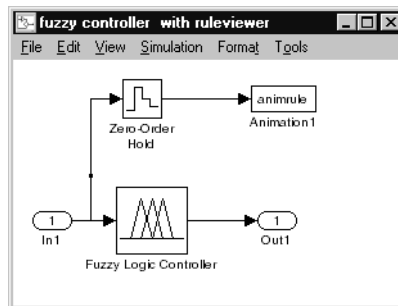 fuzzy controller with ruleviewer
File Edit View Simulation Format Tools
animrule
Zero-Order
Hold
Animation1
1
1
In1
Out1
Fuzzy Logic Controller